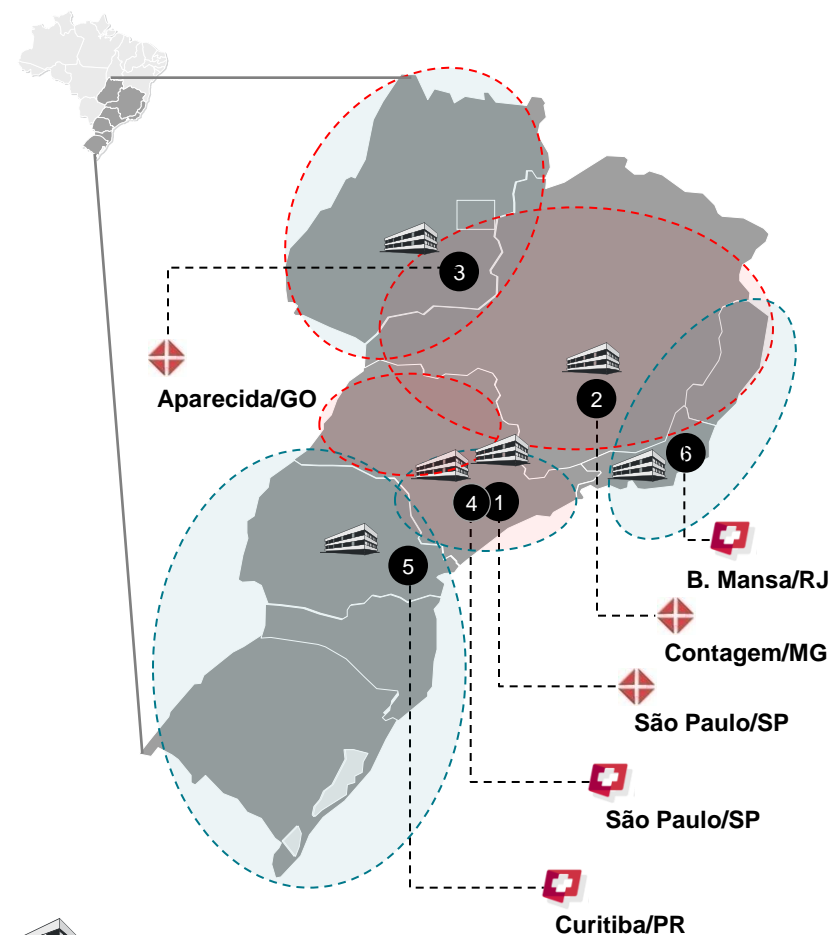 3
Aparecida/GO
2
6
4
1
5
B. Mansa/RJ
Contagem/MG
São Paulo/SP
São Paulo/SP
Curitiba/PR